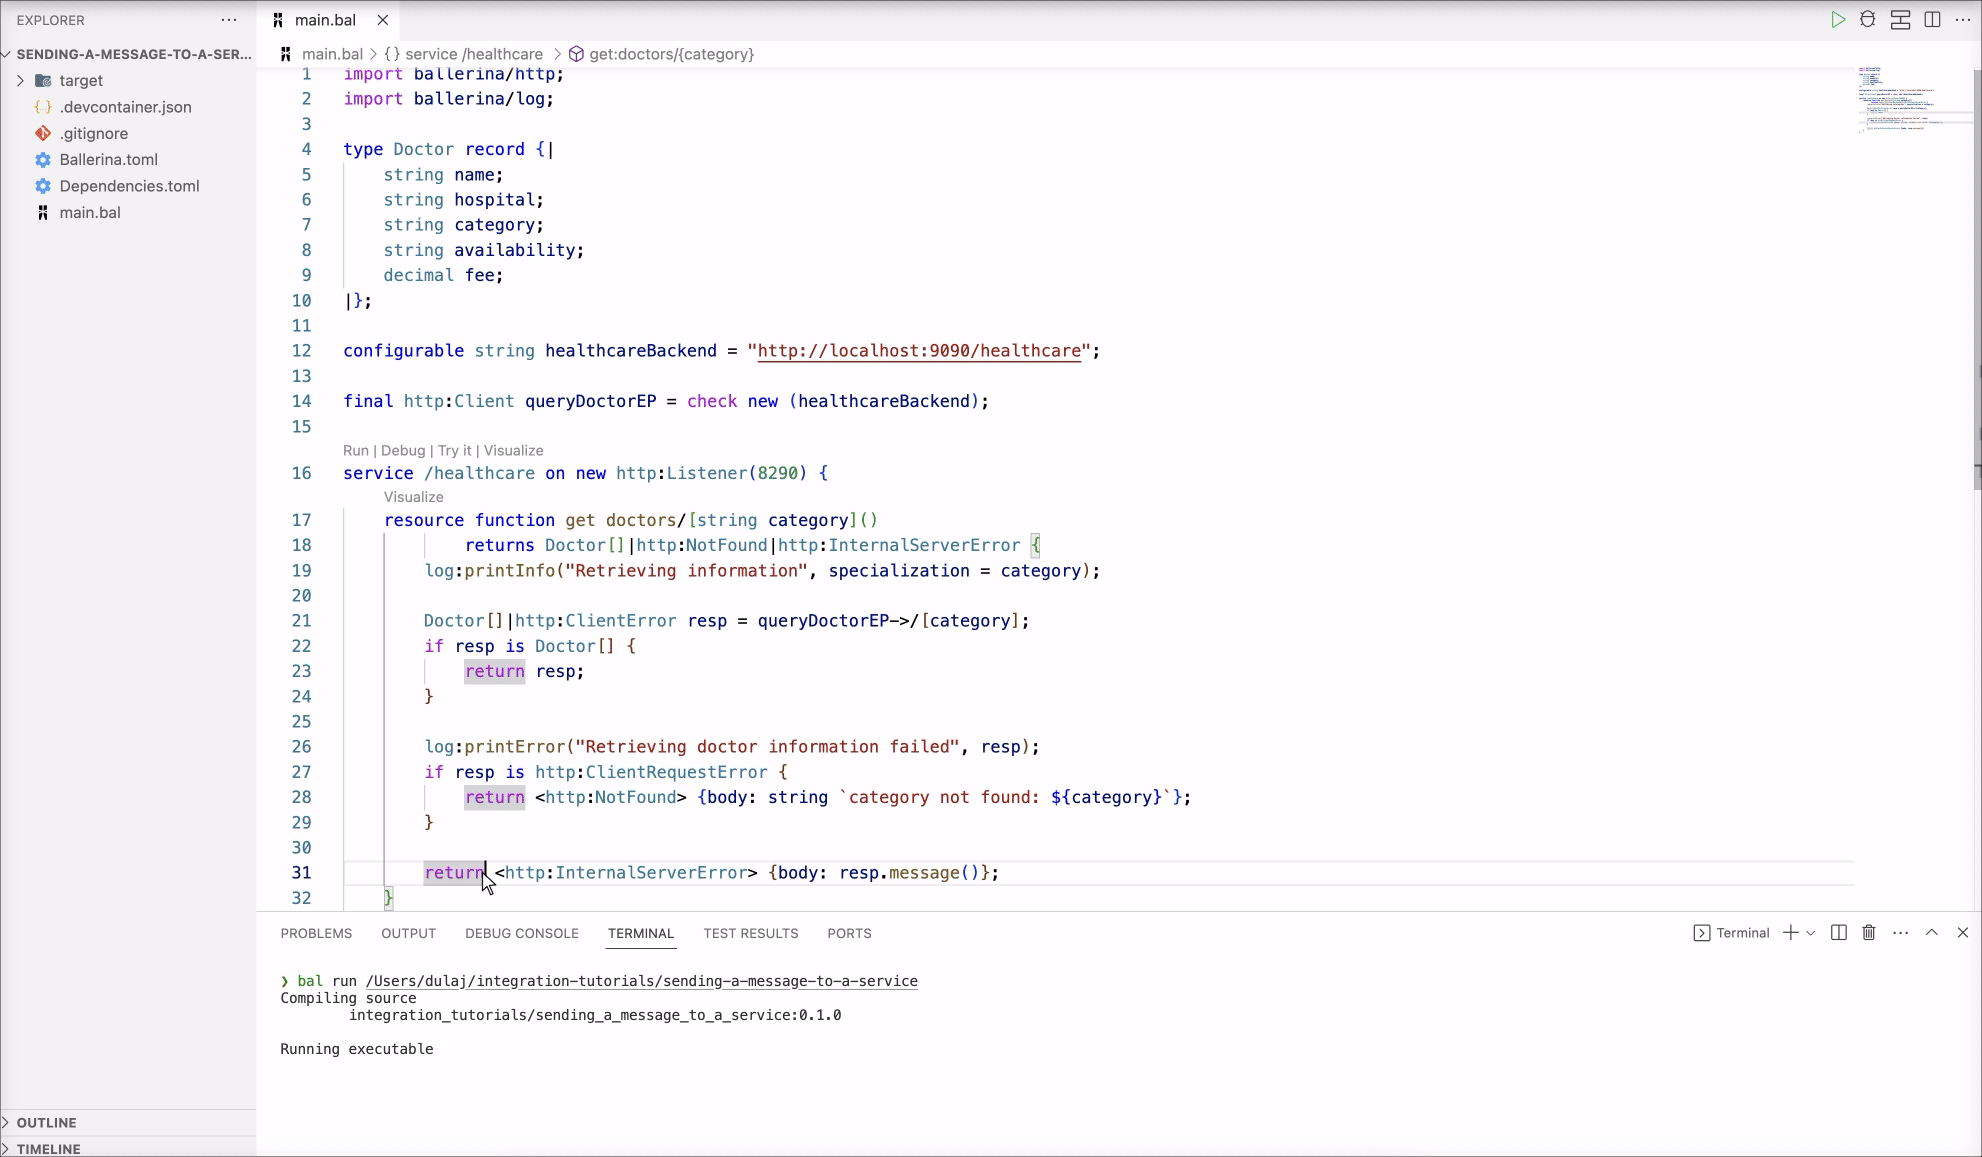 EXPLORER
SENDING-A-MESSAGE-TO-A-SER...
target
.devcontainer.json
.gitignore
Ballerina.toml
Dependencies.toml
main.bal
OUTLINE
TIMELINE
main.bal
main.bal > {} service /healthcare > get:doctors/{category}
1 import ballerina/http;
2 import ballerina/log;
3
4 type Doctor record {|
5 string name;
6 string hospital;
7 string category;
8 string availability;
9 decimal fee;
10 |};
11
12 configurable string healthcareBackend = "http://localhost:9090/healthcare";
13
14 final http:Client queryDoctorEP = check new (healthcareBackend);
15
Run | Debug | Try it | Visualize
16 service /healthcare on new http:Listener(8290) {
Visualize
17 resource function get doctors/[string category]()
18 returns Doctor[]|http:NotFound|http:InternalServerError {
19 log:printInfo("Retrieving information", specialization = category);
20
21 Doctor[]|http:ClientError resp = queryDoctorEP->/[category];
22 if resp is Doctor[] {
23 return resp;
24 }
25
26 log:printError("Retrieving doctor information failed", resp);
27 if resp is http:ClientRequestError {
28 return <http:NotFound> {body: string `category not found: ${category}`};
29 }
30
31 return <http:InternalServerError> {body: resp.message()};
32 }
PROBLEMS OUTPUT DEBUG CONSOLE TERMINAL TEST RESULTS PORTS
Terminal
❯ bal run /Users/dulaj/integration-tutorials/sending-a-message-to-a-service
Compiling source
integration_tutorials/sending_a_message_to_a_service:0.1.0
Running executable